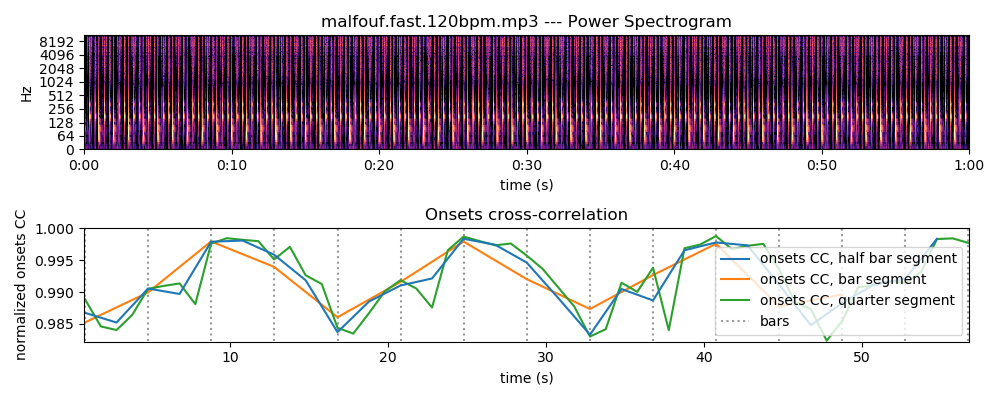 malfouf.fast.120bpm.mp3 --- Power Spectrogram
8192
4096
2048
1024
512
256
128
64
0
Hz
0:00 0:10 0:20 0:30 0:40 0:50 1:00
time (s)
Onsets cross-correlation
1.000
0.995
0.990
0.985
normalized onsets CC
onsets CC, half bar segment
onsets CC, bar segment
onsets CC, quarter segment
bars
10 20 30 40 50
time (s)